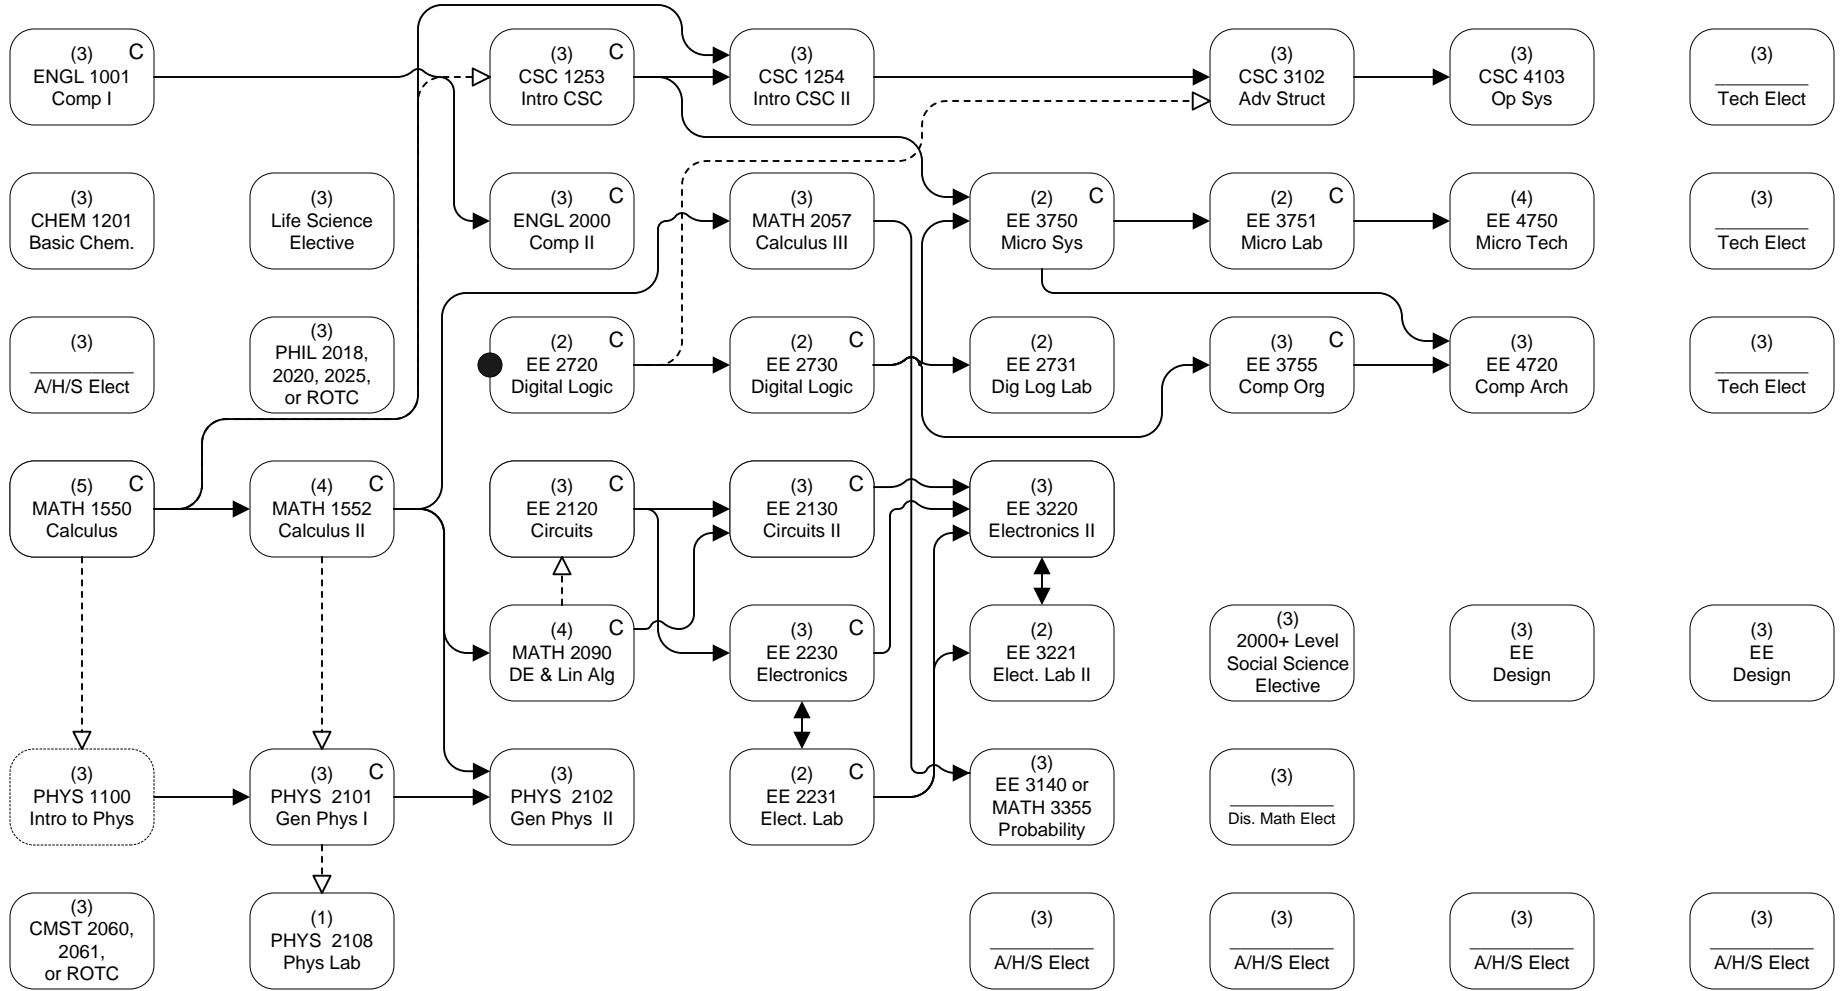 (3) C
ENGL 1001
Comp I
(3) C
CSC 1253
Intro CSC
(3)
CSC 1254
Intro CSC II
(3)
CSC 3102
Adv Struct
(3)
CSC 4103
Op Sys
(3)
__________
Tech Elect
(3)
CHEM 1201
Basic Chem.
(3)
Life Science
Elective
(3) C
ENGL 2000
Comp II
(3)
MATH 2057
Calculus III
(2) C
EE 3750
Micro Sys
(2) C
EE 3751
Micro Lab
(4)
EE 4750
Micro Tech
(3)
__________
Tech Elect
(3)
__________
A/H/S Elect
(3)
PHIL 2018,
2020, 2025,
or ROTC
(2) C
EE 2720
Digital Logic
(2) C
EE 2730
Digital Logic
(2)
EE 2731
Dig Log Lab
(3) C
EE 3755
Comp Org
(3)
EE 4720
Comp Arch
(3)
__________
Tech Elect
(5) C
MATH 1550
Calculus
(4) C
MATH 1552
Calculus II
(3) C
EE 2120
Circuits
(3) C
EE 2130
Circuits II
(3)
EE 3220
Electronics II
(4) C
MATH 2090
DE & Lin Alg
(3) C
EE 2230
Electronics
(2)
EE 3221
Elect. Lab II
(3)
2000+ Level
Social Science
Elective
(3)
EE
Design
(3)
EE
Design
(3)
PHYS 1100
Intro to Phys
(3) C
PHYS 2101
Gen Phys I
(3)
PHYS 2102
Gen Phys II
(2) C
EE 2231
Elect. Lab
(3)
EE 3140 or
MATH 3355
Probability
(3)
__________
Dis. Math Elect
(3)
CMST 2060,
2061,
or ROTC
(1)
PHYS 2108
Phys Lab
(3)
__________
A/H/S Elect
(3)
__________
A/H/S Elect
(3)
__________
A/H/S Elect
(3)
__________
A/H/S Elect